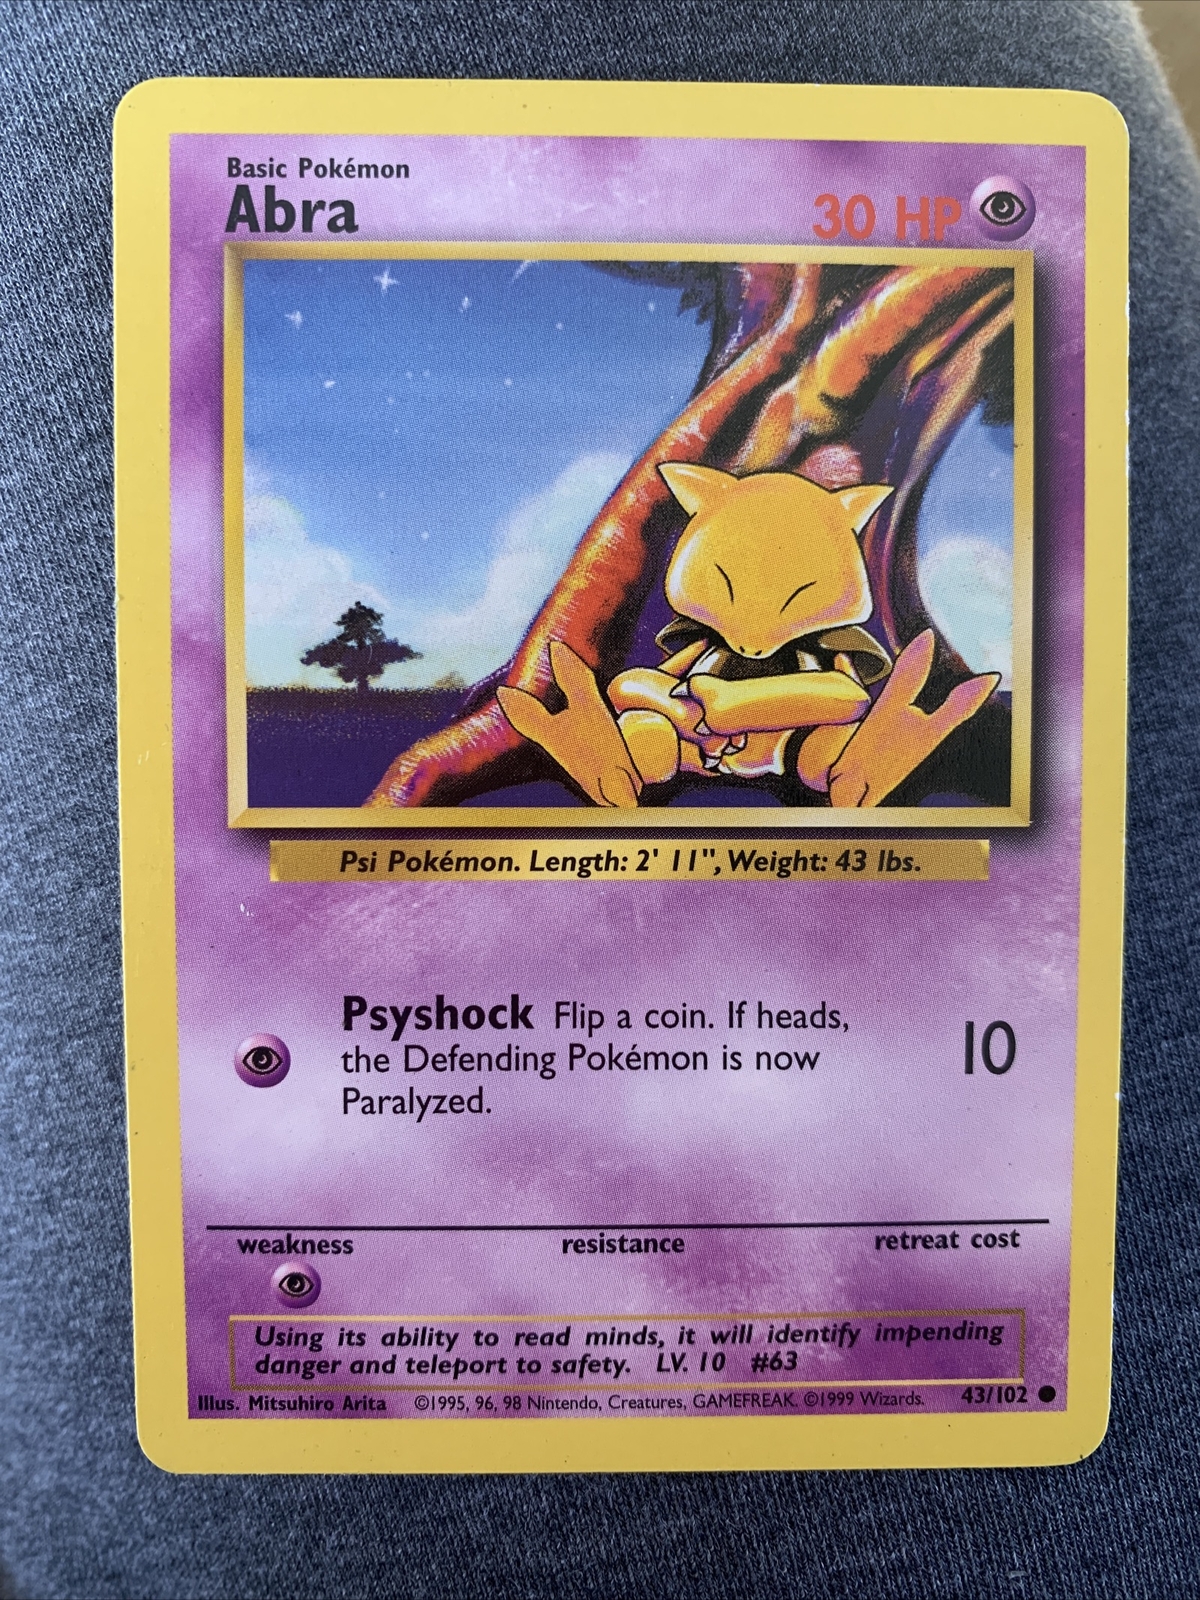 Basic Pokémon
Abra
30 HP
Psi Pokémon. Length: 2' 11", Weight: 43 lbs.
Psyshock Flip a coin. If heads,
the Defending Pokémon is now
Paralyzed.
10
weakness resistance retreat cost
Using its ability to read minds, it will identify impending
danger and teleport to safety. LV. 10 #63
Illus. Mitsuhiro Arita ©1995, 96, 98 Nintendo, Creatures, GAMEFREAK. ©1999 Wizards. 43/102